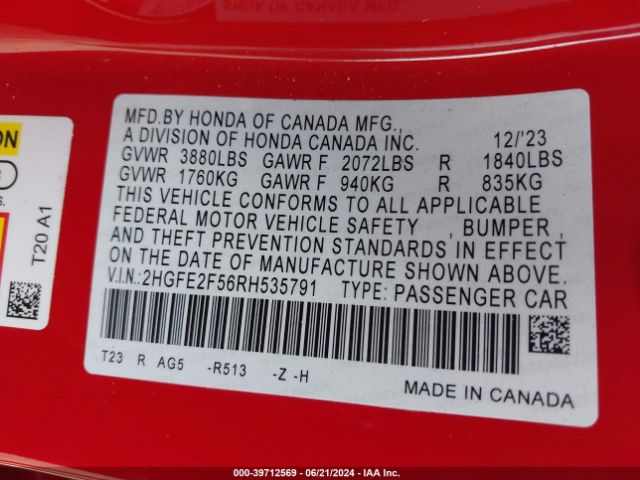 MFD.BY HONDA OF CANADA MFG.,
A DIVISION OF HONDA CANADA INC. 12/'23
GVWR 3880LBS GAWR F 2072LBS R 1840LBS
GVWR 1760KG GAWR F 940KG R 835KG
THIS VEHICLE CONFORMS TO ALL APPLICABLE
FEDERAL MOTOR VEHICLE SAFETY , BUMPER ,
AND THEFT PREVENTION STANDARDS IN EFFECT
ON THE DATE OF MANUFACTURE SHOWN ABOVE.
V.I.N.:2HGFE2F56RH535791 TYPE: PASSENGER CAR
T23 R AG5 -R513 -Z -H
MADE IN CANADA
T20 A1
00-39712569 - 06/21/2024 - IAA Inc.